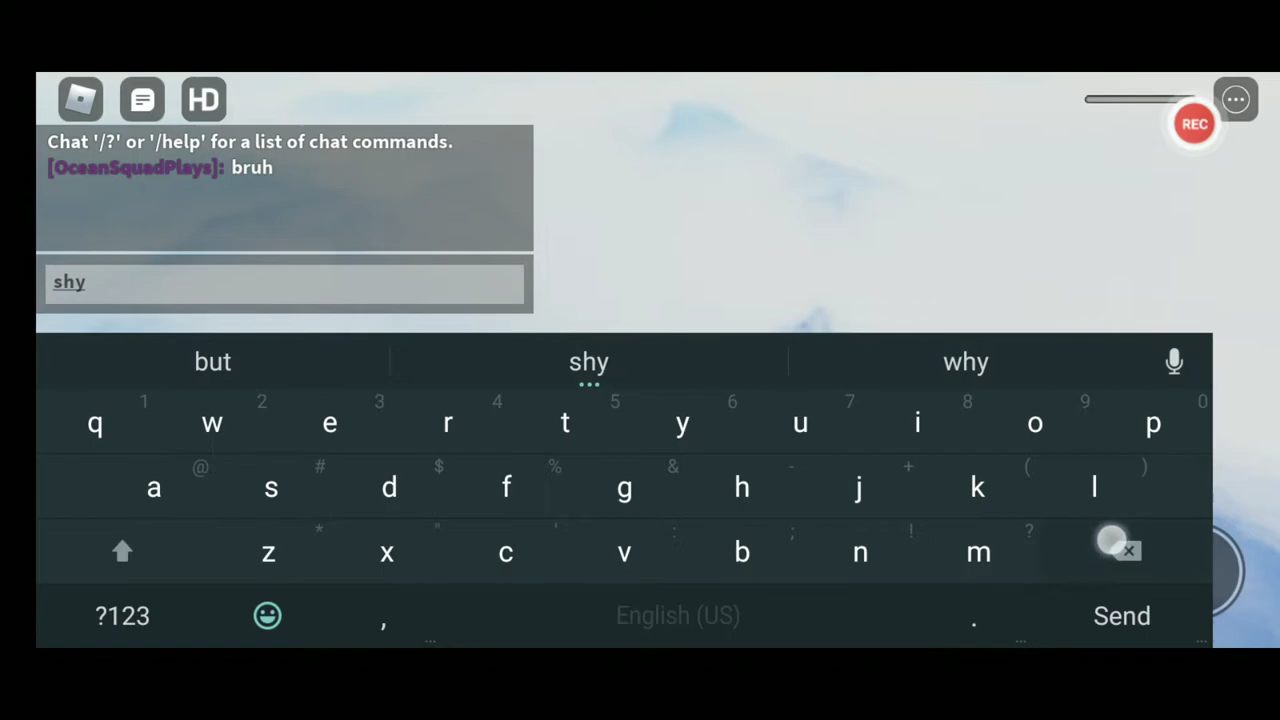 HD
REC
Chat '/?' or '/help' for a list of chat commands.
[OceanSquadPlays]: bruh
shy
but shy why
1 2 3 4 5 6 7 8 9 0
q w e r t y u i o p
@ # $ % & - + ( )
a s d f g h j k l
* " ' : ; ! ?
z x c v b n m
?123 , English (US) . Send